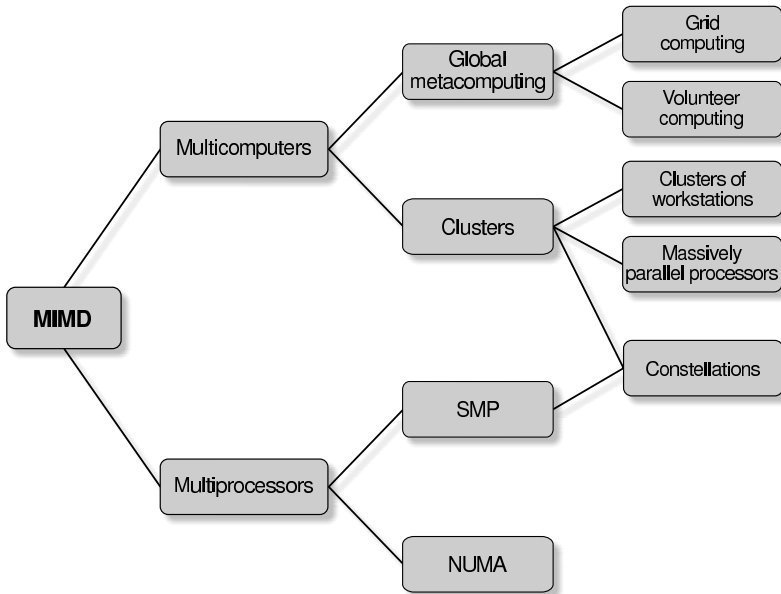 Grid
computing
Global
metacomputing
Volunteer
computing
Multicomputers
Clusters of
workstations
Clusters
Massively
parallel processors
MIMD
Constellations
SMP
Multiprocessors
NUMA